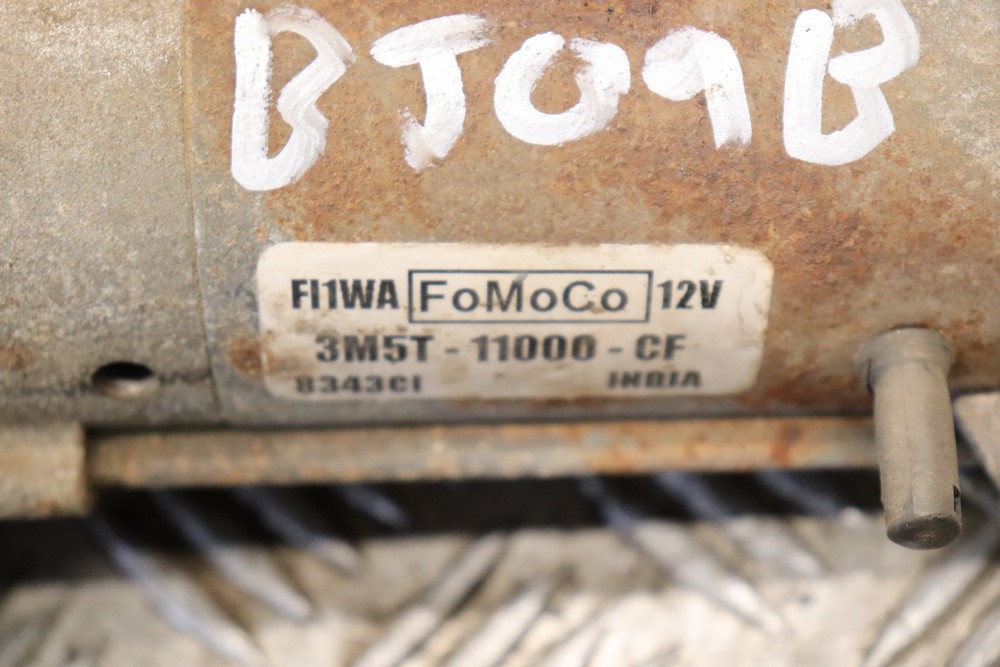 BJ09B
FI1WA FoMoCo 12V
3M5T - 11000 - CF
8343CI INDIA